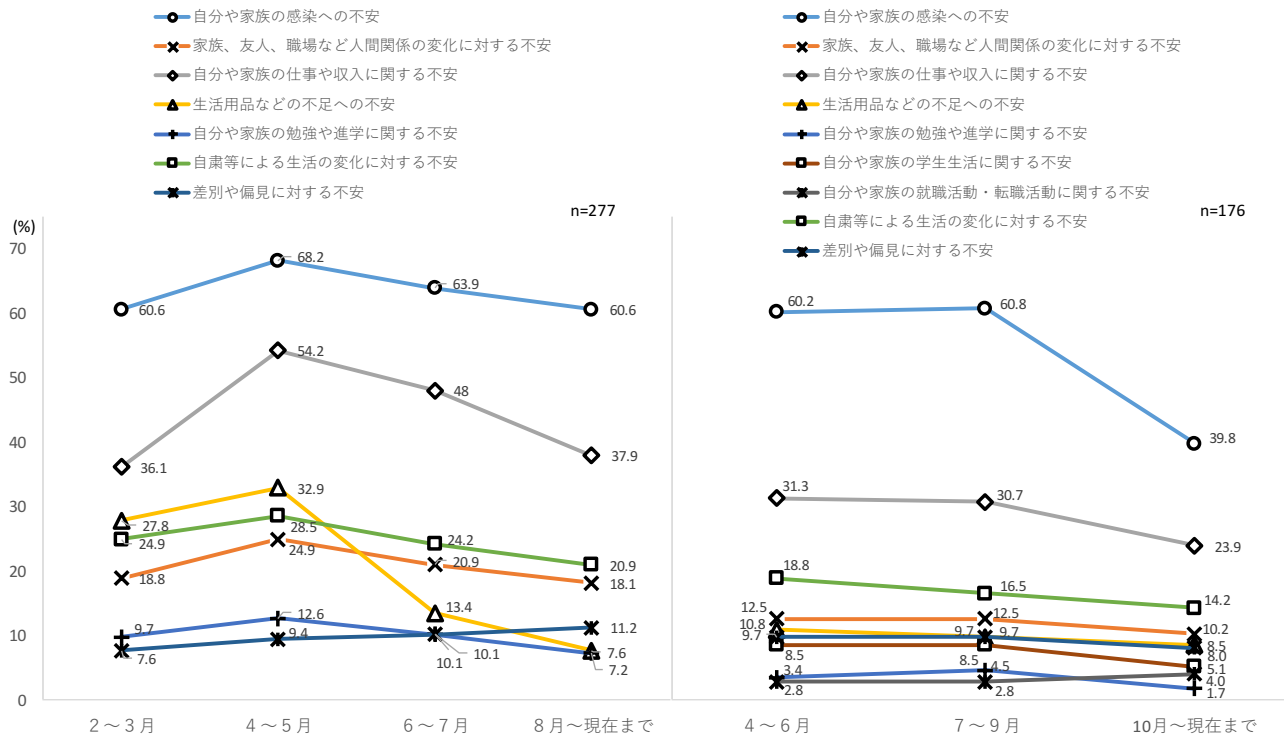 自分や家族の感染への不安
家族、友人、職場など人間関係の変化に対する不安
自分や家族の仕事や収入に関する不安
生活用品などの不足への不安
自分や家族の勉強や進学に関する不安
自粛等による生活の変化に対する不安
差別や偏見に対する不安
n=277
(%)
70
60
50
40
30
20
10
0
60.6
68.2
63.9
60.6
36.1
54.2
48
37.9
27.8
32.9
13.4
7.6
24.9
28.5
24.2
20.9
18.8
24.9
20.9
18.1
9.7
12.6
10.1
7.2
7.6
9.4
10.1
11.2
2～3月
4～5月
6～7月
8月～現在まで
自分や家族の感染への不安
家族、友人、職場など人間関係の変化に対する不安
自分や家族の仕事や収入に関する不安
生活用品などの不足への不安
自分や家族の勉強や進学に関する不安
自分や家族の学生生活に関する不安
自分や家族の就職活動・転職活動に関する不安
自粛等による生活の変化に対する不安
差別や偏見に対する不安
n=176
60.2
60.8
39.8
31.3
30.7
23.9
18.8
16.5
14.2
12.5
12.5
10.2
10.8
9.7
8.5
9.7
9.7
8.0
8.5
8.5
5.1
3.4
4.5
1.7
2.8
2.8
4.0
4～6月
7～9月
10月～現在まで